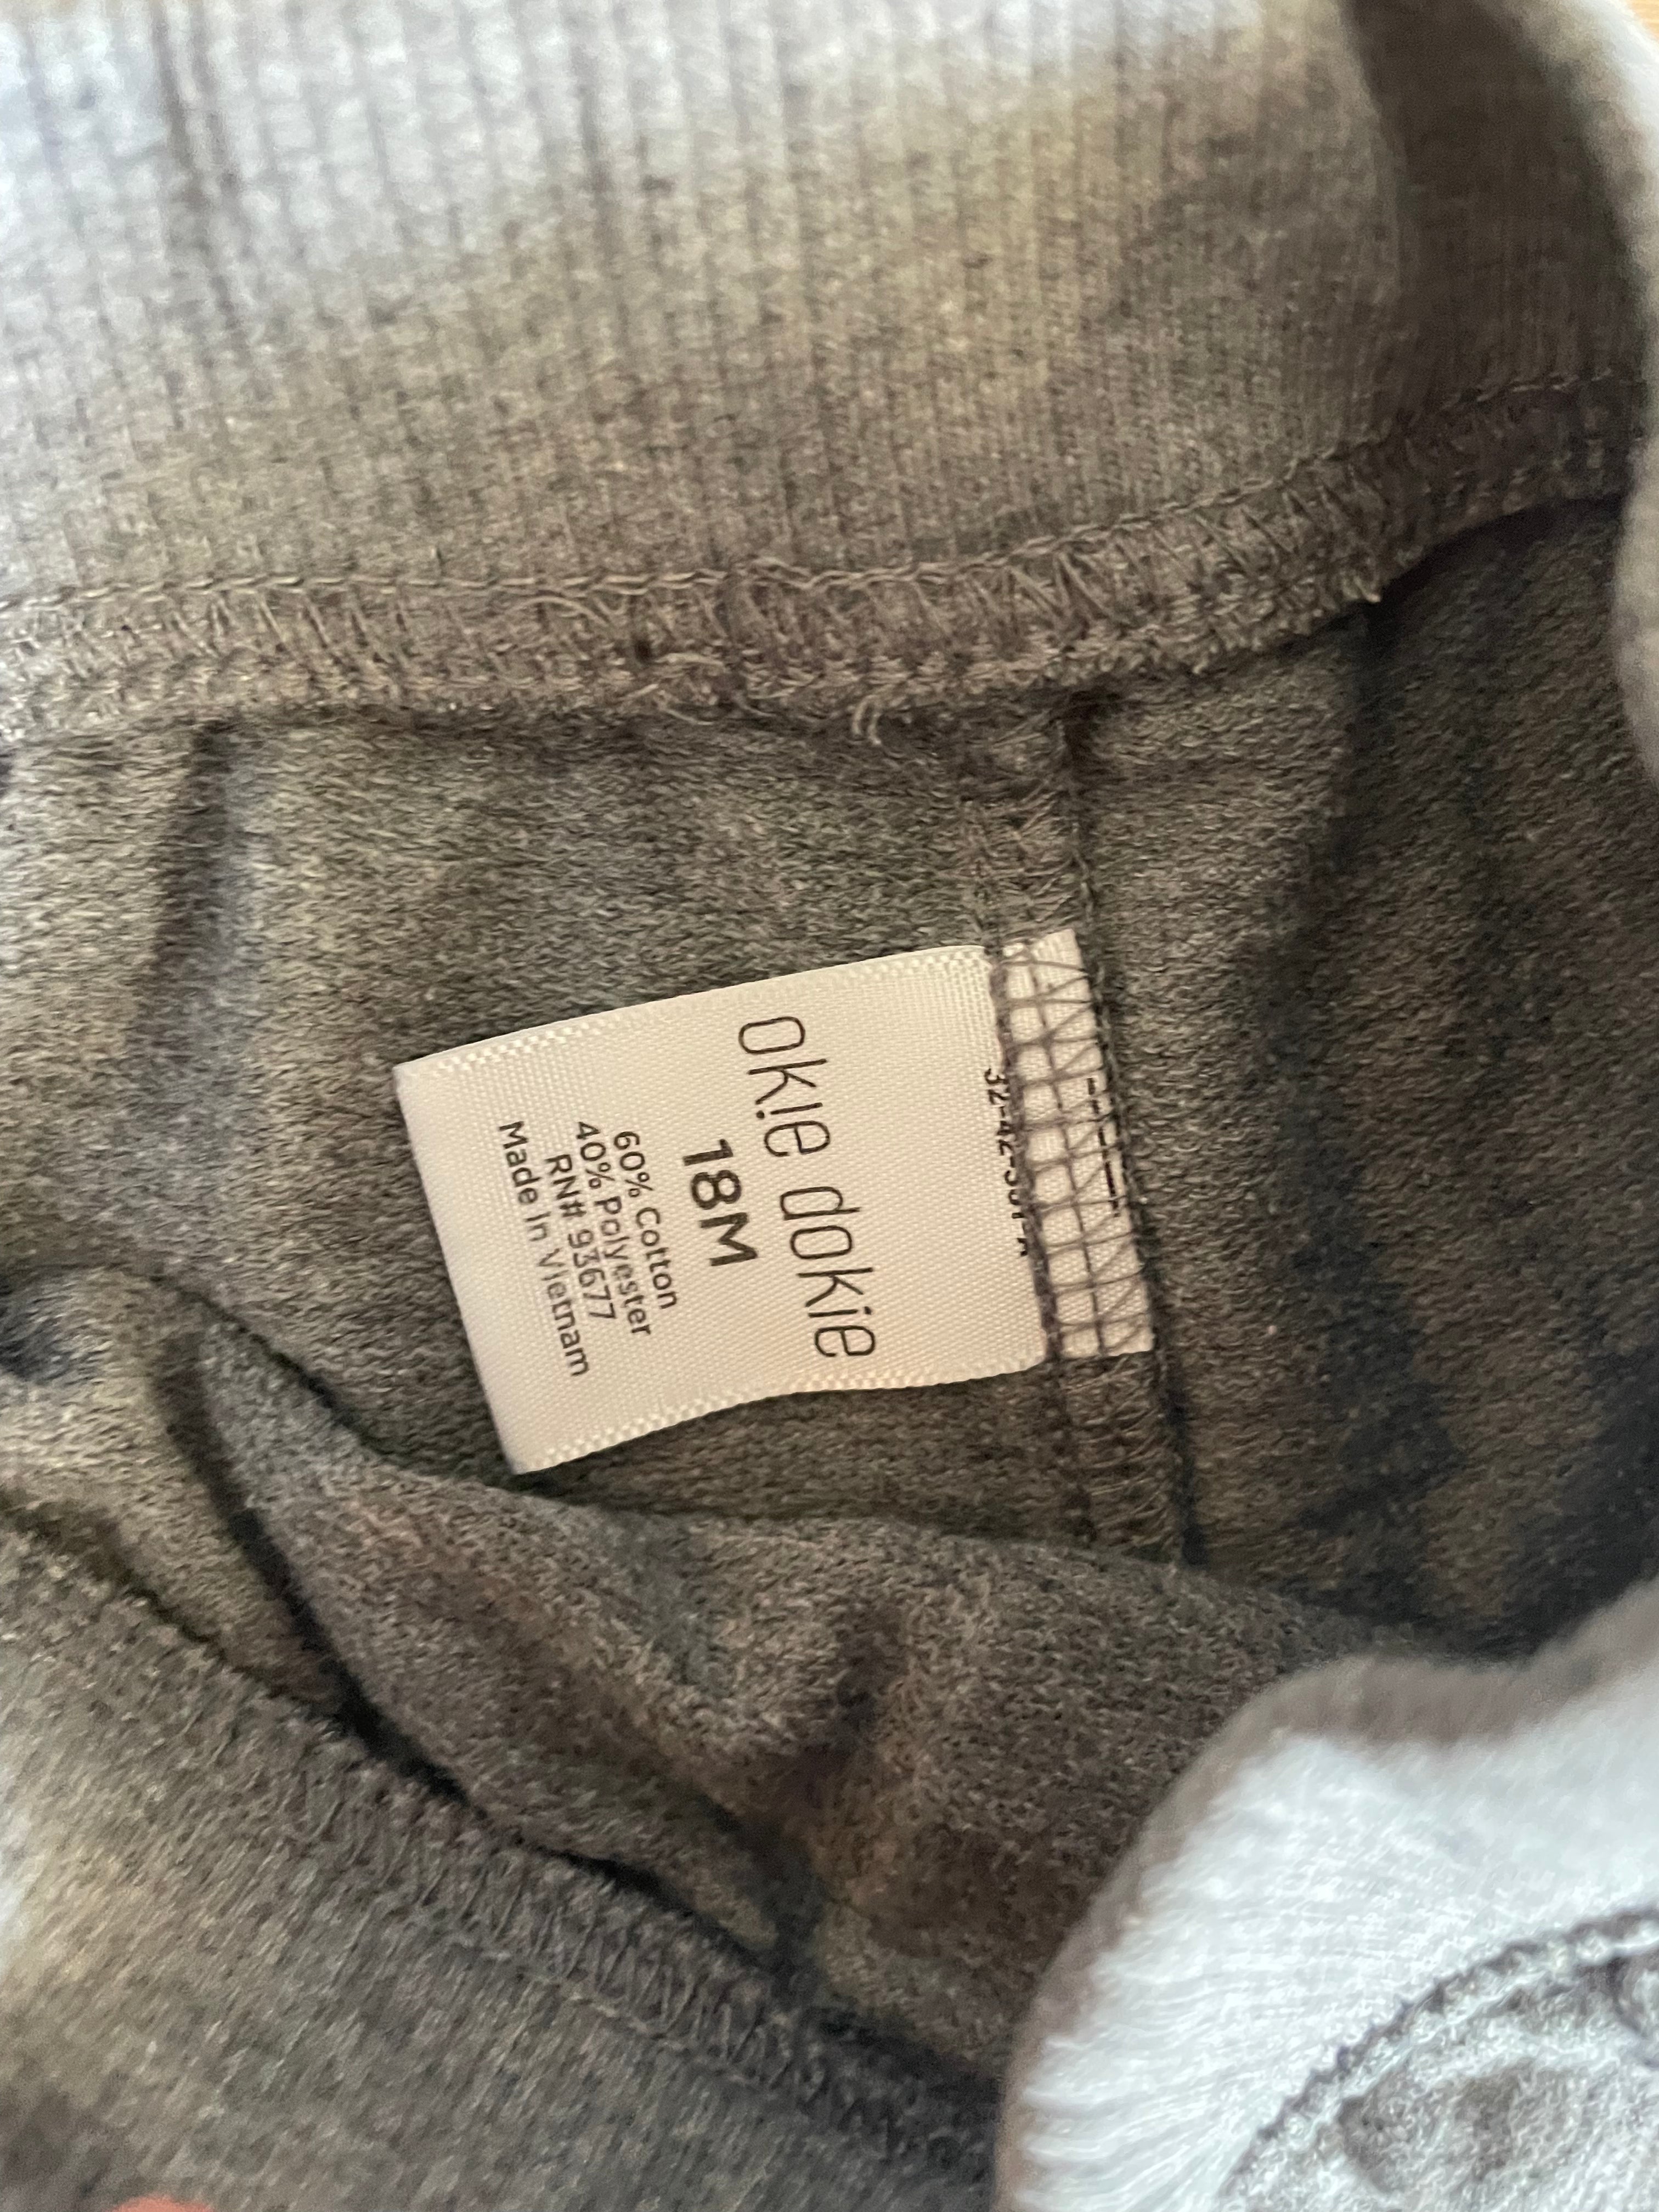 okie dokie
18M
60% Cotton
40% Polyester
RN# 93677
Made In Vietnam